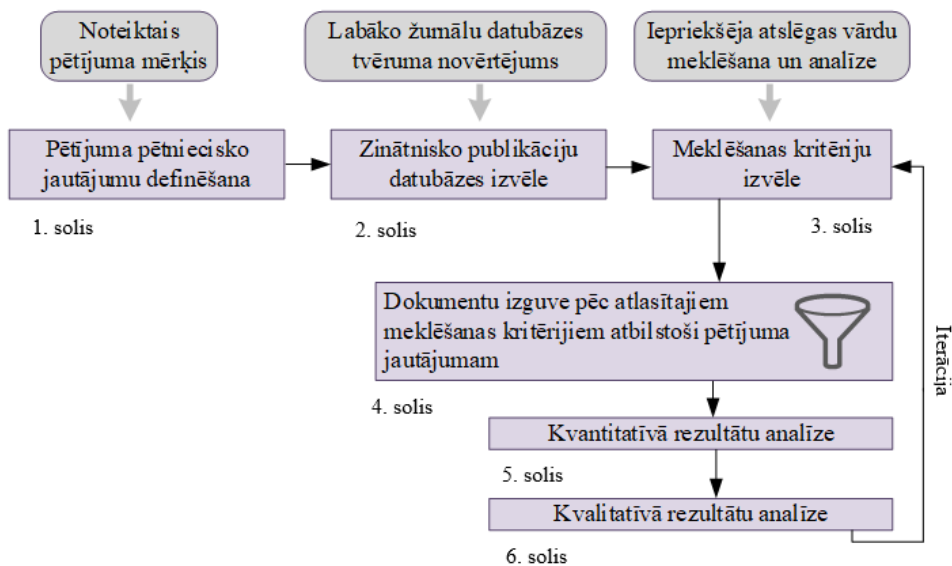 Noteiktais
pētījuma mērķis
Labāko žurnālu datubāzes
tvēruma novērtējums
Iepriekšēja atslēgas vārdu
meklēšana un analīze
Pētījuma pētniecisko
jautājumu definēšana
Zinātnisko publikāciju
datubāzes izvēle
Meklēšanas kritēriju
izvēle
1. solis
2. solis
3. solis
Dokumentu izguve pēc atlasītajiem
meklēšanas kritērijiem atbilstoši pētījuma
jautājumam
Iterācija
4. solis
Kvantitatīvā rezultātu analīze
5. solis
Kvalitatīvā rezultātu analīze
6. solis